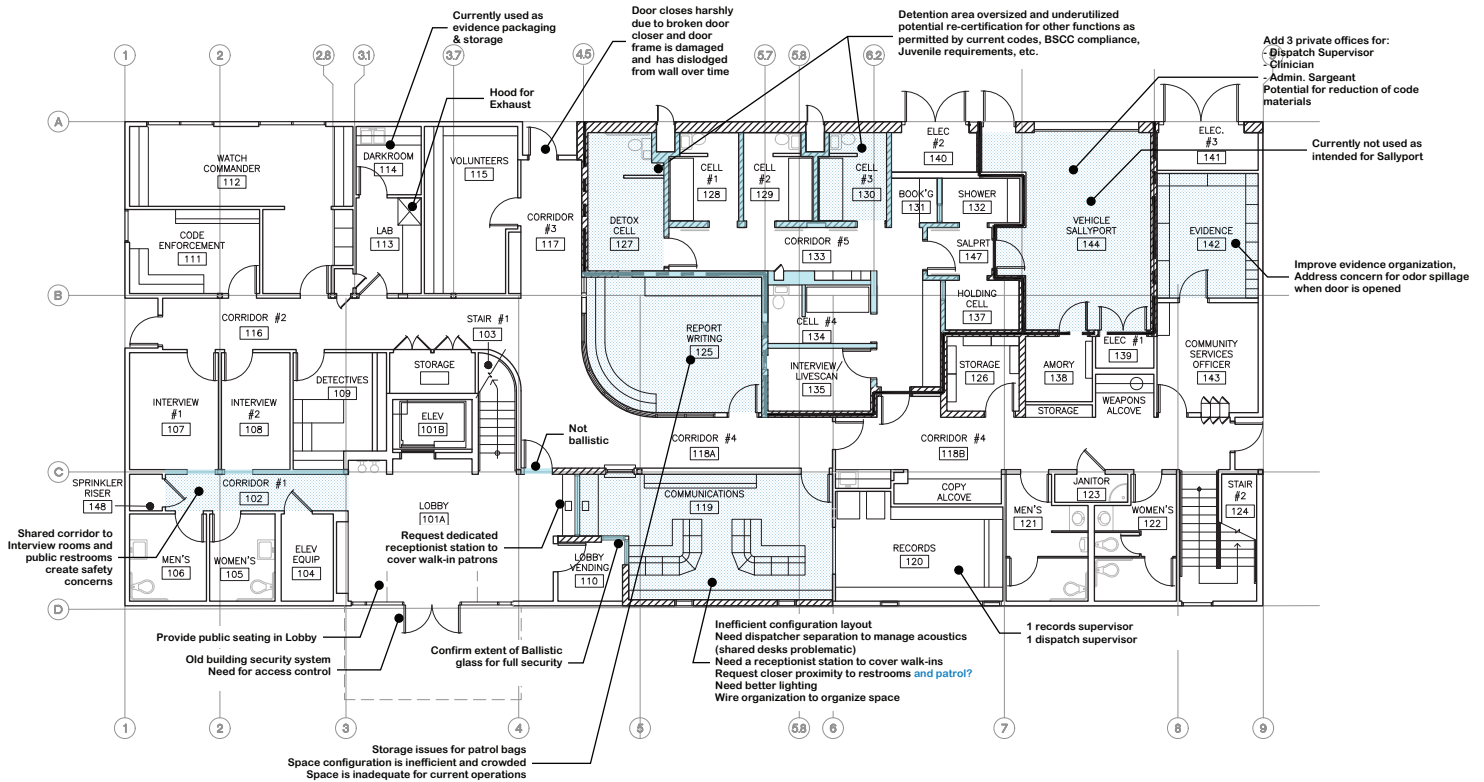 Currently used as
evidence packaging
& storage
Door closes harshly
due to broken door
closer and door
frame is damaged
and has dislodged
from wall over time
Detention area oversized and underutilized
potential re-certification for other functions as
permitted by current codes, BSCC compliance,
Juvenile requirements, etc.
Add 3 private offices for:
- Dispatch Supervisor
- Clinician
- Admin. Sargeant
Potential for reduction of code
materials
1
2
2.8
3.1
3.7
4.5
5.7
5.8
6.2
Hood for
Exhaust
Currently not used as
intended for Sallyport
A
WATCH
COMMANDER
112
DARKROOM
114
VOLUNTEERS
115
CELL
#1
128
CELL
#2
129
CELL
#3
130
ELEC
#2
140
ELEC.
#3
141
BOOK'G
131
SHOWER
132
CODE
ENFORCEMENT
111
LAB
113
CORRIDOR
#3
117
DETOX
CELL
127
CORRIDOR #5
133
SALPRT
147
VEHICLE
SALLYPORT
144
EVIDENCE
142
Improve evidence organization,
Address concern for odor spillage
when door is opened
B
CORRIDOR #2
116
STAIR #1
103
HOLDING
CELL
137
CELL #4
134
REPORT
WRITING
125
INTERVIEW/
LIVESCAN
135
STORAGE
126
AMORY
138
ELEC #1
139
COMMUNITY
SERVICES
OFFICER
143
STORAGE
WEAPONS
ALCOVE
STORAGE
DETECTIVES
109
INTERVIEW
#1
107
INTERVIEW
#2
108
ELEV
101B
Not
ballistic
CORRIDOR #4
118A
CORRIDOR #4
118B
C
SPRINKLER
RISER
148
CORRIDOR #1
102
LOBBY
101A
COMMUNICATIONS
119
COPY
ALCOVE
JANITOR
123
STAIR
#2
124
MEN'S
121
WOMEN'S
122
Shared corridor to
Interview rooms and
public restrooms
create safety
concerns
MEN'S
106
WOMEN'S
105
ELEV
EQUIP
104
Request dedicated
receptionist station to
cover walk-in patrons
LOBBY
VENDING
110
RECORDS
120
D
Provide public seating in Lobby
Old building security system
Need for access control
Confirm extent of Ballistic
glass for full security
Inefficient configuration layout
Need dispatcher separation to manage acoustics
(shared desks problematic)
Need a receptionist station to cover walk-ins
Request closer proximity to restrooms and patrol?
Need better lighting
Wire organization to organize space
1 records supervisor
1 dispatch supervisor
1
2
3
4
5
5.8
6
7
8
9
Storage issues for patrol bags
Space configuration is inefficient and crowded
Space is inadequate for current operations